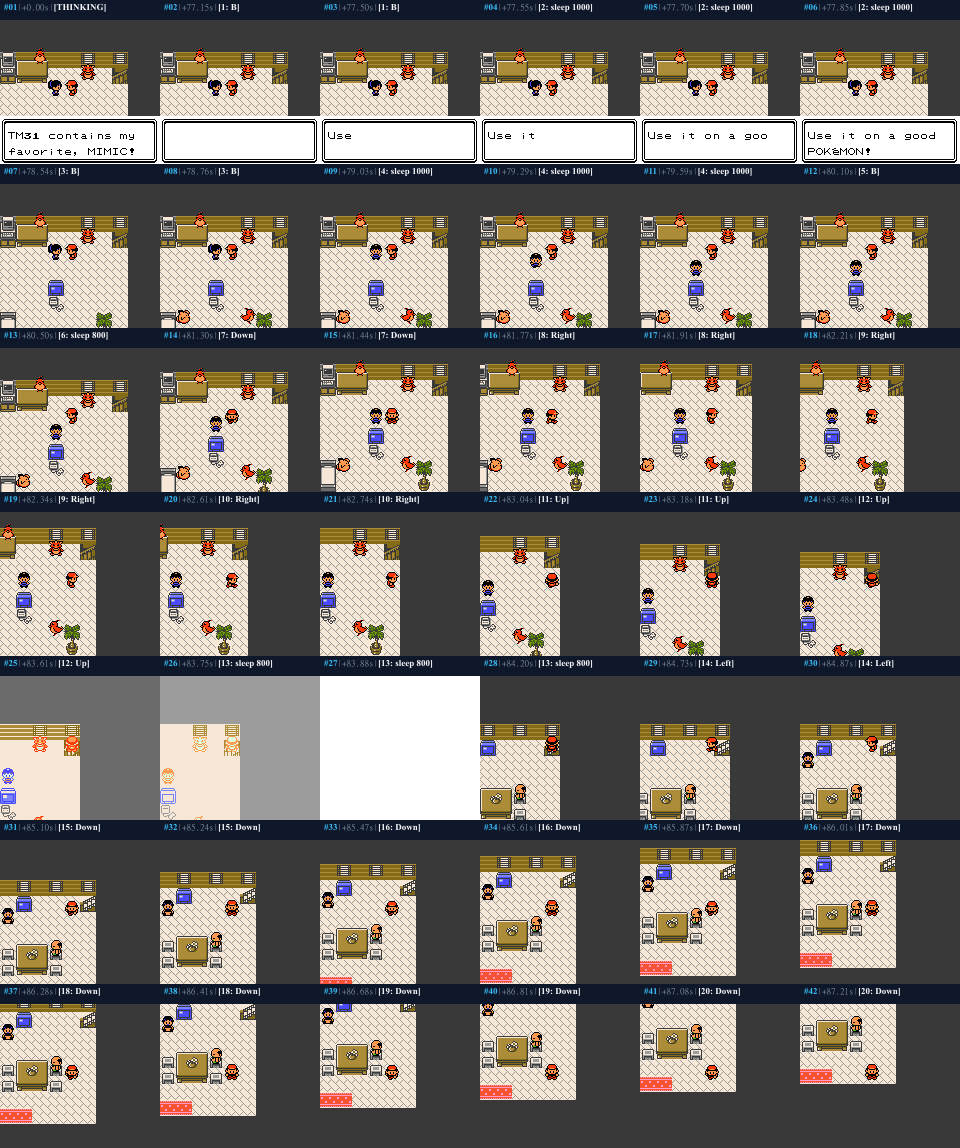 #01|+0.00s|[THINKING]
#02|+77.15s|[1: B]
#03|+77.50s|[1: B]
#04|+77.55s|[2: sleep 1000]
#05|+77.70s|[2: sleep 1000]
#06|+77.85s|[2: sleep 1000]
TM31 contains my
favorite, MIMIC!
Use
Use it
Use it on a goo
Use it on a good
POKéMON!
#07|+78.54s|[3: B]
#08|+78.76s|[3: B]
#09|+79.03s|[4: sleep 1000]
#10|+79.29s|[4: sleep 1000]
#11|+79.59s|[4: sleep 1000]
#12|+80.10s|[5: B]
#13|+80.50s|[6: sleep 800]
#14|+81.30s|[7: Down]
#15|+81.44s|[7: Down]
#16|+81.77s|[8: Right]
#17|+81.91s|[8: Right]
#18|+82.21s|[9: Right]
#19|+82.34s|[9: Right]
#20|+82.61s|[10: Right]
#21|+82.74s|[10: Right]
#22|+83.04s|[11: Up]
#23|+83.18s|[11: Up]
#24|+83.48s|[12: Up]
#25|+83.61s|[12: Up]
#26|+83.75s|[13: sleep 800]
#27|+83.88s|[13: sleep 800]
#28|+84.20s|[13: sleep 800]
#29|+84.73s|[14: Left]
#30|+84.87s|[14: Left]
#31|+85.10s|[15: Down]
#32|+85.24s|[15: Down]
#33|+85.47s|[16: Down]
#34|+85.61s|[16: Down]
#35|+85.87s|[17: Down]
#36|+86.01s|[17: Down]
#37|+86.28s|[18: Down]
#38|+86.41s|[18: Down]
#39|+86.68s|[19: Down]
#40|+86.81s|[19: Down]
#41|+87.08s|[20: Down]
#42|+87.21s|[20: Down]